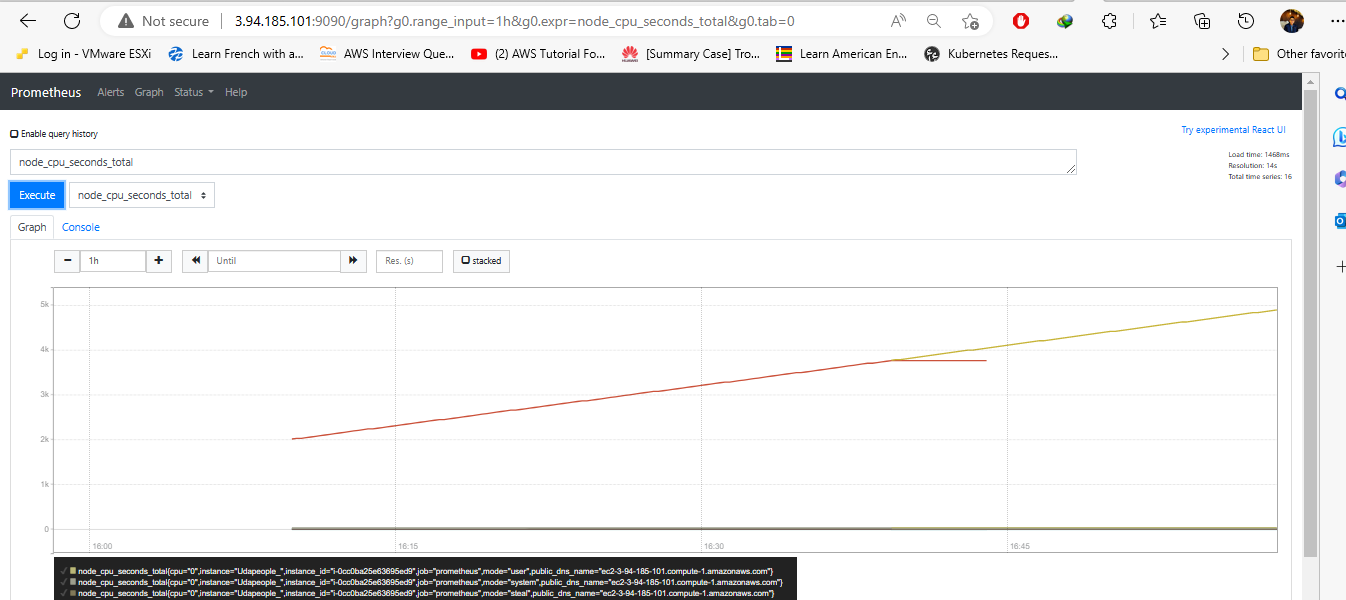 Not secure
3.94.185.101:9090/graph?g0.range_input=1h&g0.expr=node_cpu_seconds_total&g0.tab=0
Log in - VMware ESXi
Learn French with a...
AWS Interview Que...
(2) AWS Tutorial Fo...
[Summary Case] Tro...
Learn American En...
Kubernetes Reques...
Other favorit
Prometheus Alerts Graph Status Help
Enable query history
Try experimental React UI
node_cpu_seconds_total
Load time: 1468ms
Resolution: 14s
Total time series: 16
Execute
node_cpu_seconds_total
Graph
Console
1h
Until
Res. (s)
stacked
5k
4k
3k
2k
1k
0
16:00
16:15
16:30
16:45
node_cpu_seconds_total{cpu="0",instance="Udapeople_",instance_id="i-0cc0ba25e63695ed9",job="prometheus",mode="user",public_dns_name="ec2-3-94-185-101.compute-1.amazonaws.com"}
node_cpu_seconds_total{cpu="0",instance="Udapeople_",instance_id="i-0cc0ba25e63695ed9",job="prometheus",mode="system",public_dns_name="ec2-3-94-185-101.compute-1.amazonaws.com"}
node_cpu_seconds_total{cpu="0",instance="Udapeople_",instance_id="i-0cc0ba25e63695ed9",job="prometheus",mode="steal",public_dns_name="ec2-3-94-185-101.compute-1.amazonaws.com"}